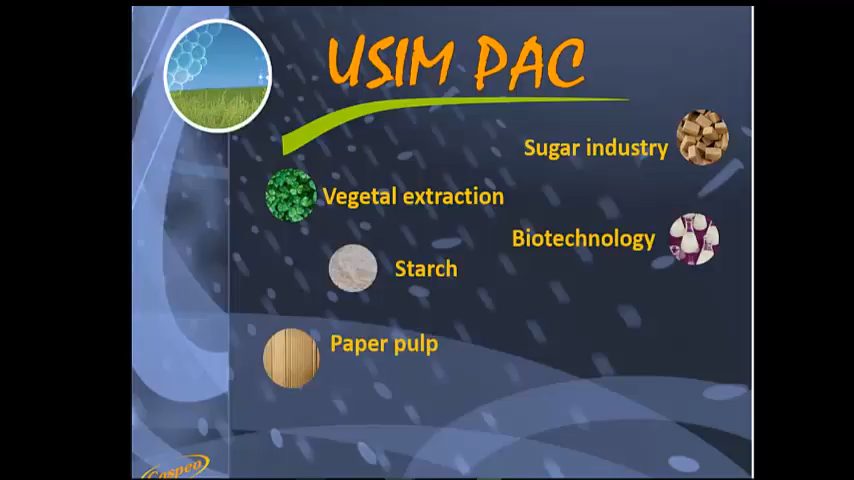 USIM PAC
Sugar industry
Vegetal extraction
Biotechnology
Starch
Paper pulp
Caspeo